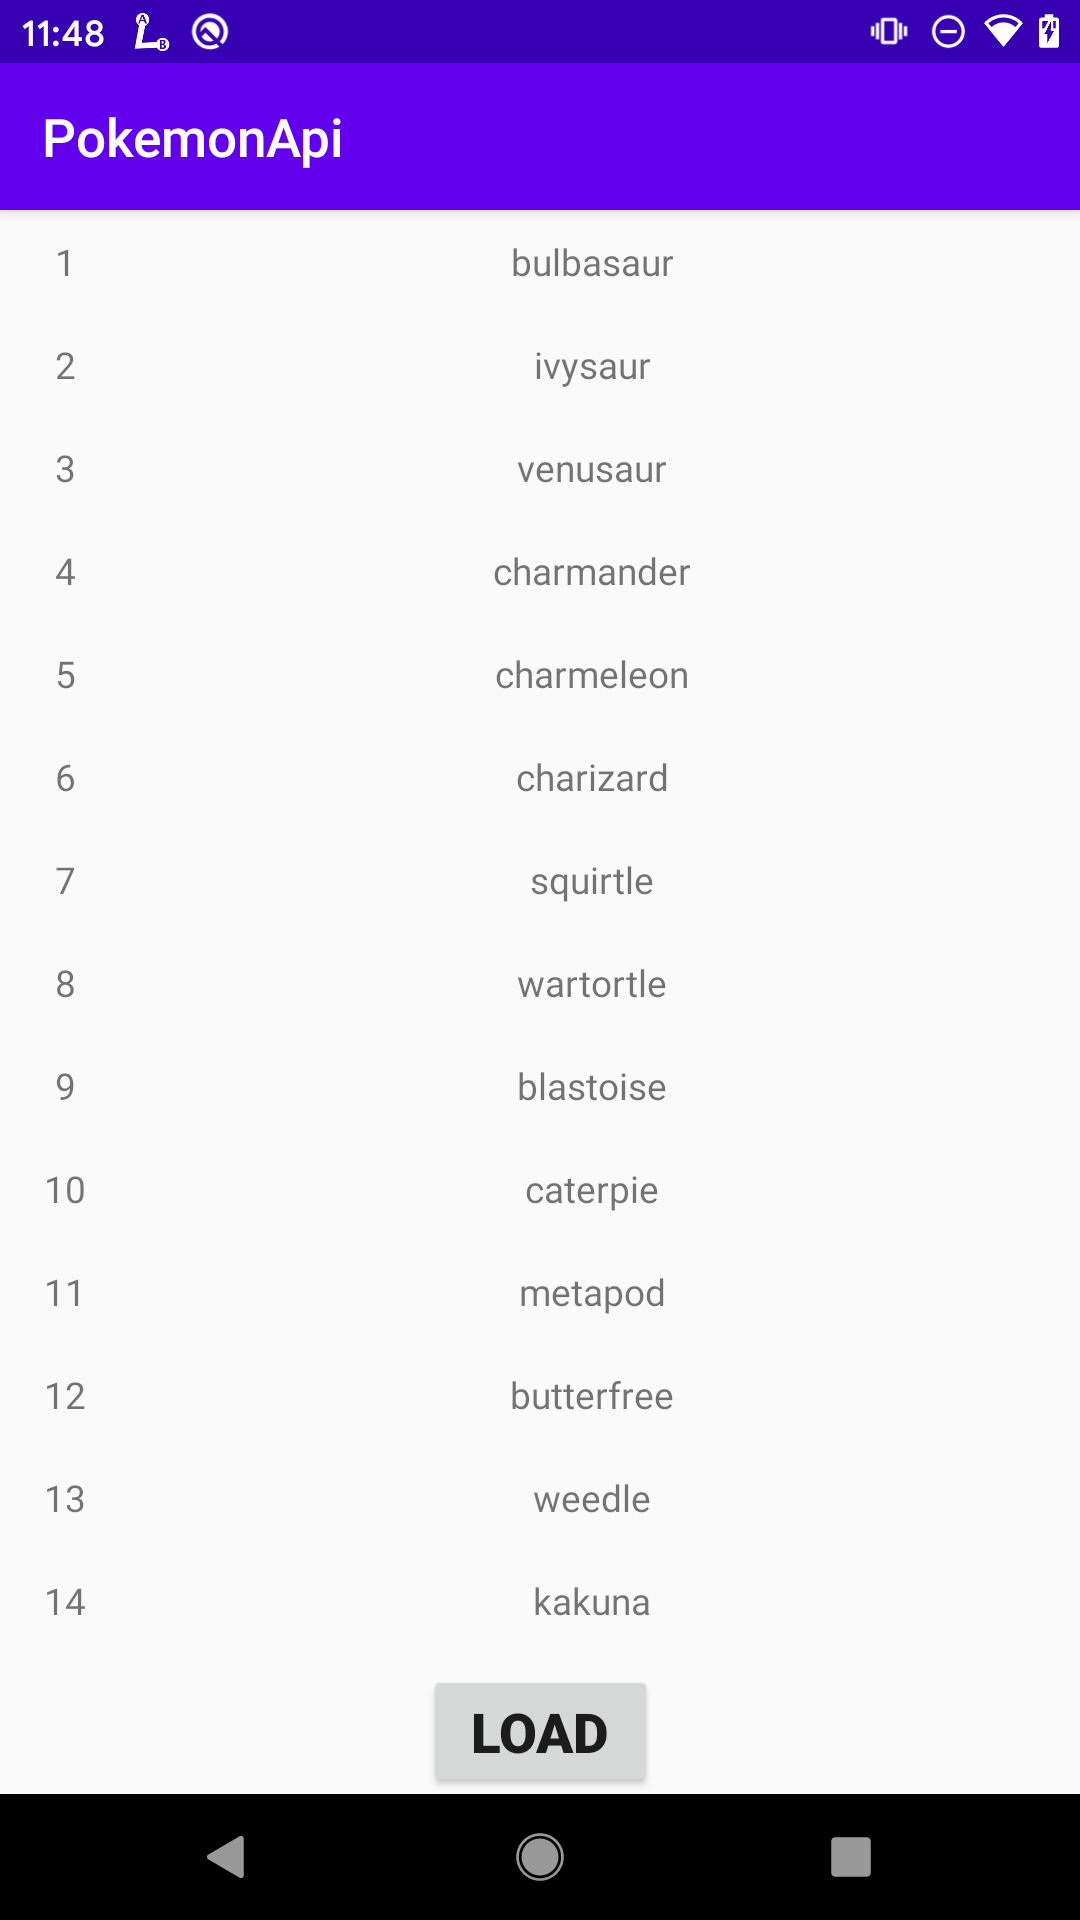 11:48 A B
PokemonApi
1 bulbasaur
2 ivysaur
3 venusaur
4 charmander
5 charmeleon
6 charizard
7 squirtle
8 wartortle
9 blastoise
10 caterpie
11 metapod
12 butterfree
13 weedle
14 kakuna
LOAD